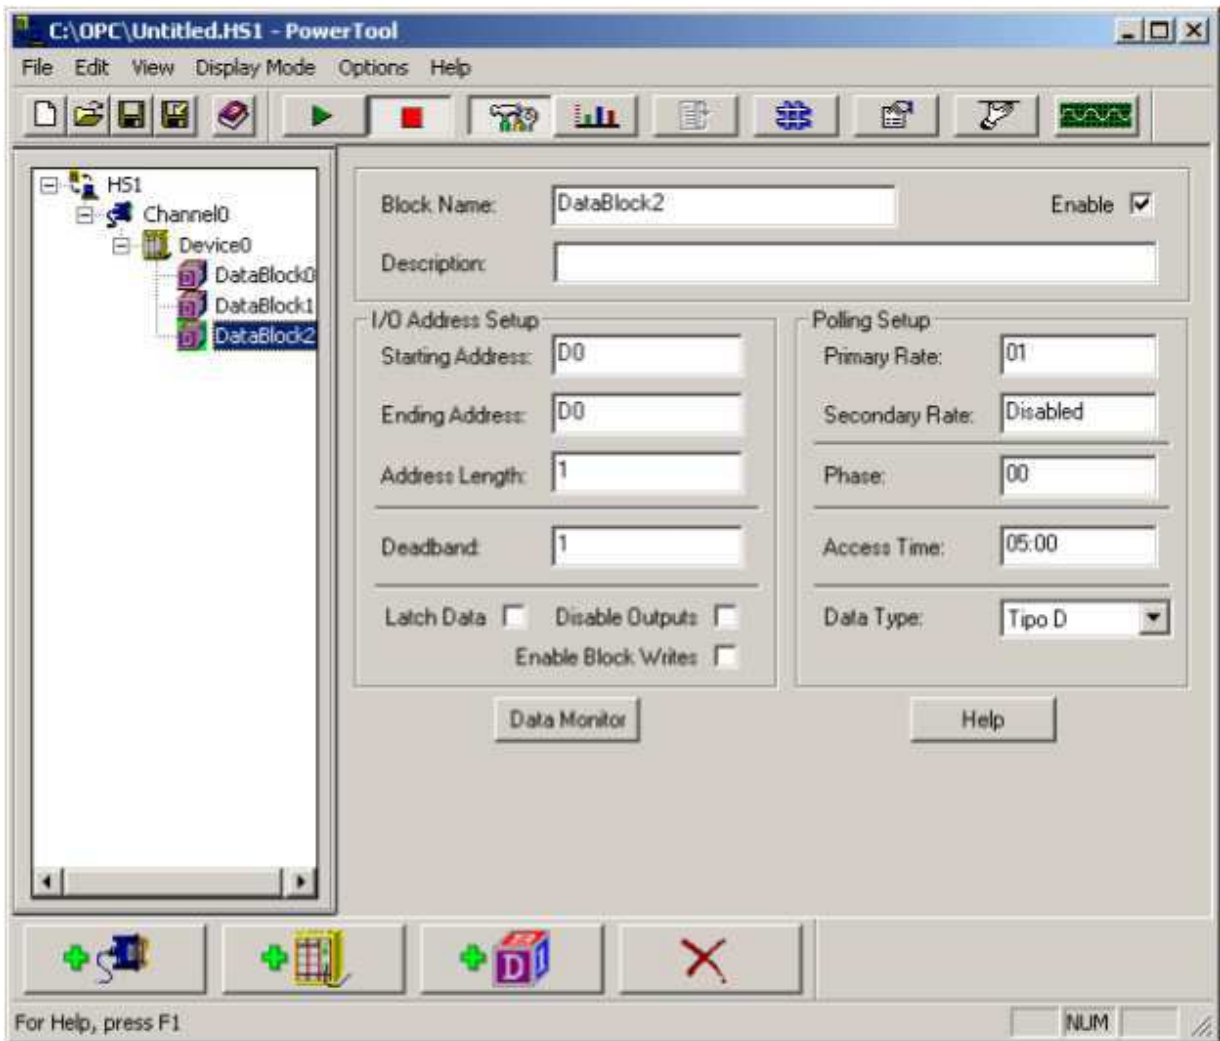 C:\OPC\Untitled.HS1 - PowerTool
File Edit View Display Mode Options Help
HS1
Channel0
Device0
DataBlock0
DataBlock1
DataBlock2
Block Name: DataBlock2 Enable
Description:
I/O Address Setup
Starting Address: D0
Ending Address: D0
Address Length: 1
Deadband: 1
Latch Data Disable Outputs
Enable Block Writes
Polling Setup
Primary Rate: 01
Secondary Rate: Disabled
Phase: 00
Access Time: 05:00
Data Type: Tipo D
Data Monitor Help
D 1
For Help, press F1 NUM